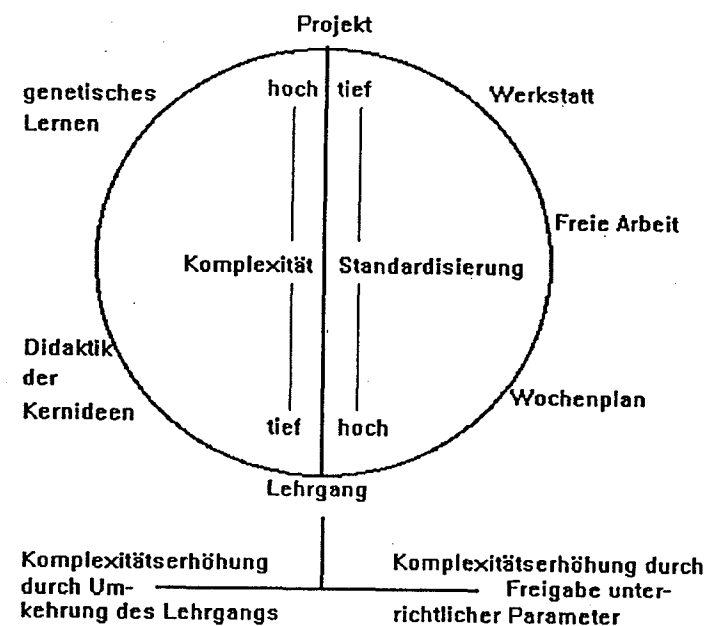 Projekt
genetisches
Lernen
hoch tief
Werkstatt
Freie Arbeit
Komplexität Standardisierung
Didaktik
der
Kernideen
Wochenplan
tief hoch
Lehrgang
Komplexitätserhöhung
durch Um-
kehrung des Lehrgangs
Komplexitätserhöhung durch
Freigabe unter-
richtlicher Parameter